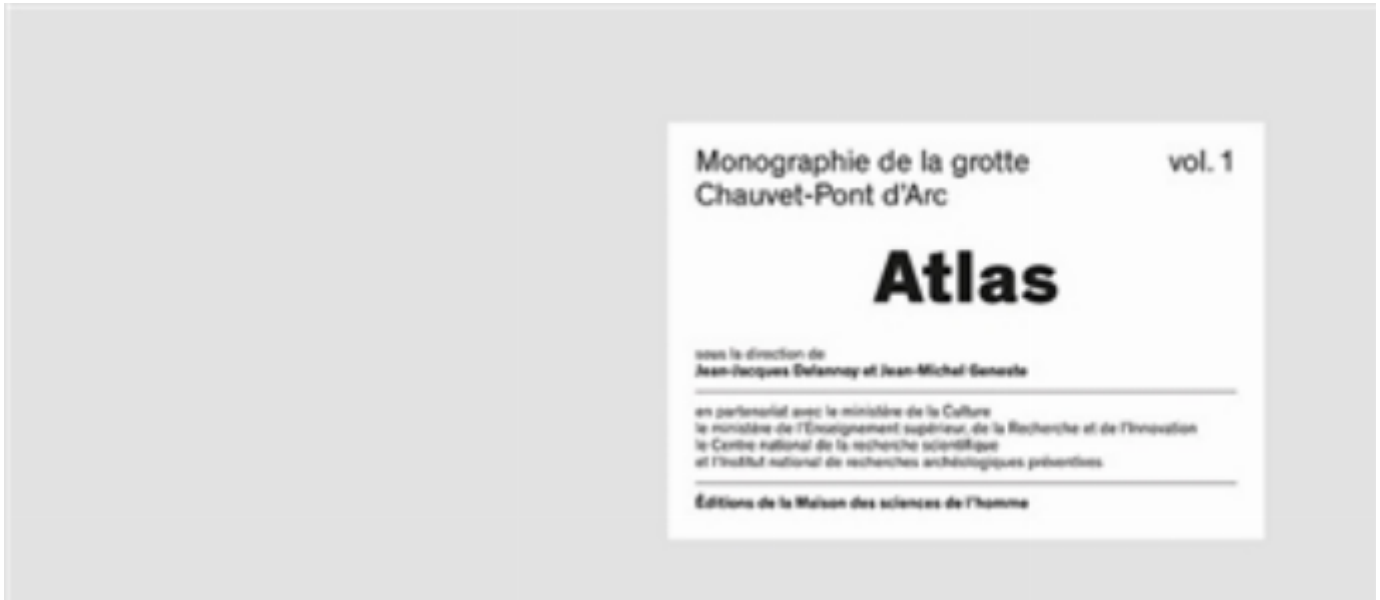 Monographie de la grotte vol. 1
Chauvet-Pont d'Arc
Atlas
sous la direction de
Jean-Jacques Delannoy et Jean-Michel Geneste
en partenariat avec le ministère de la Culture
le ministère de l'Enseignement supérieur, de la Recherche et de l'Innovation
le Centre national de la recherche scientifique
et l'Institut national de recherches archéologiques préventives
Éditions de la Maison des sciences de l'homme